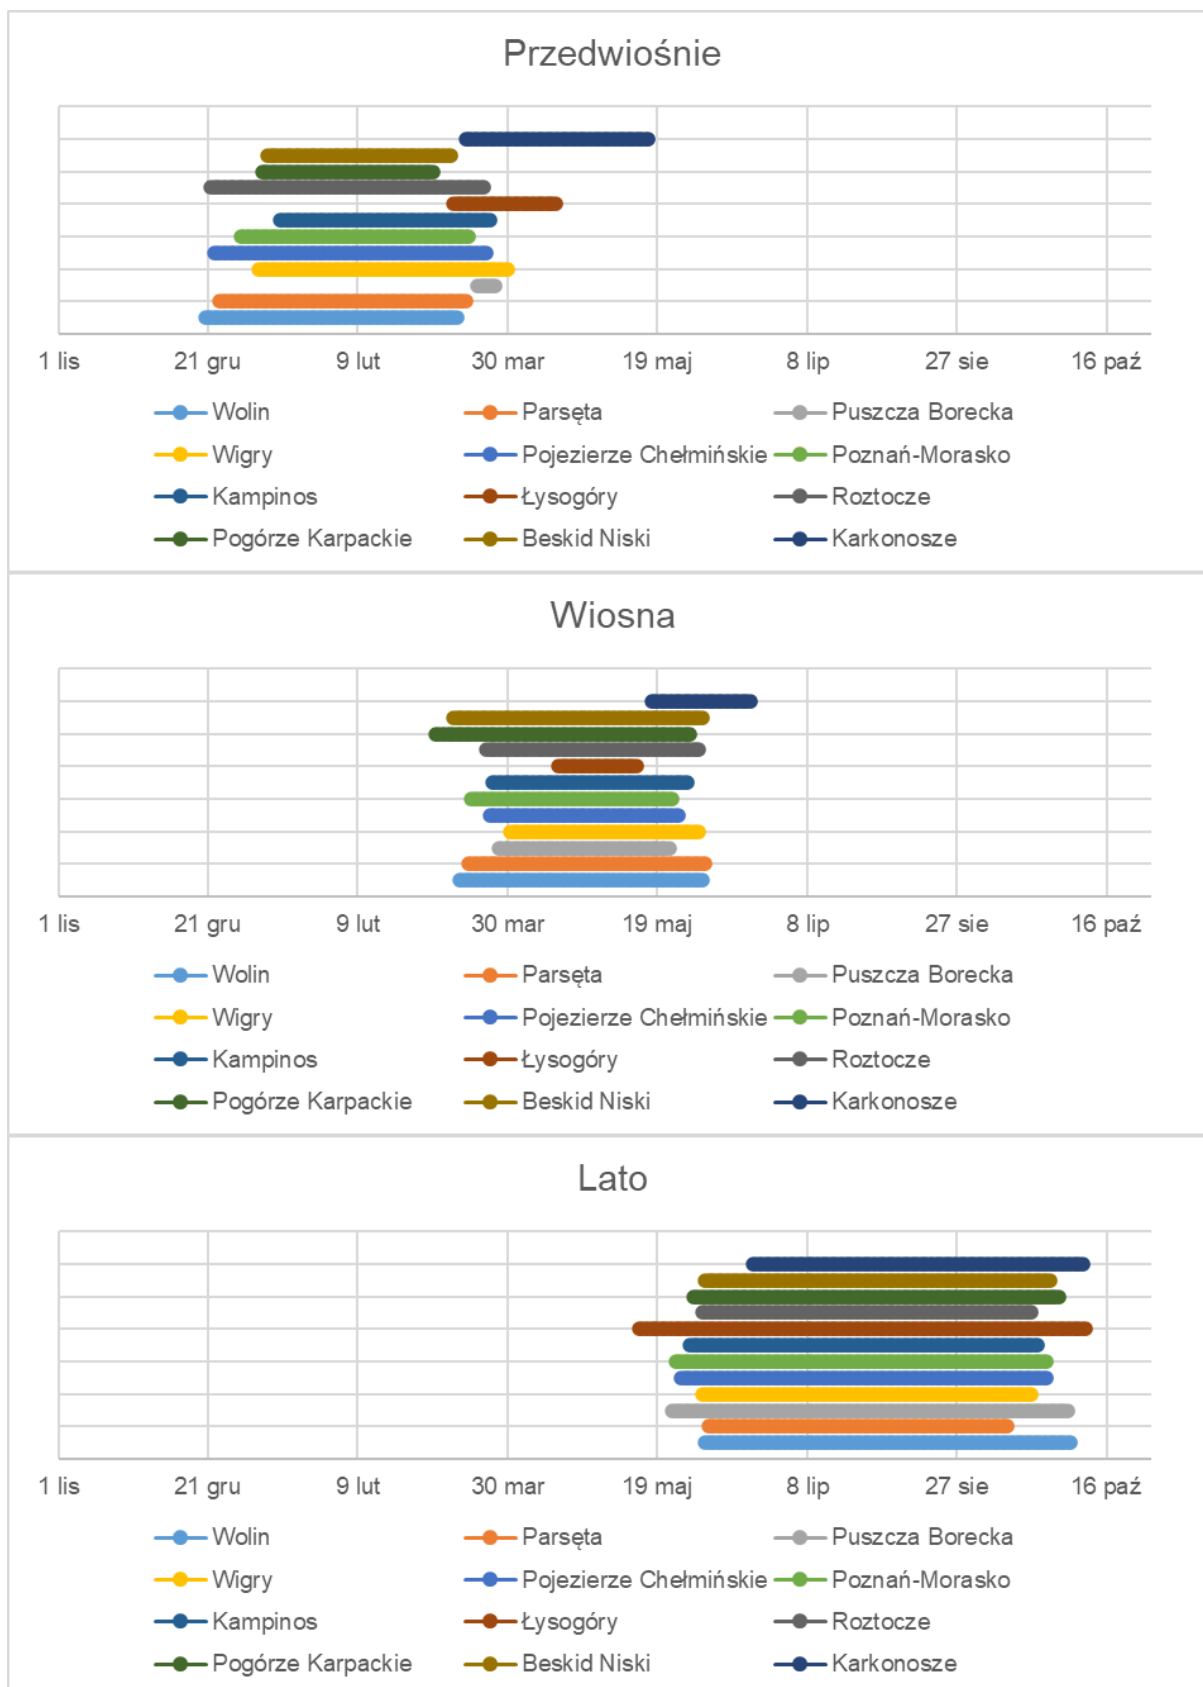 Przedwiośnie
1 lis 21 gru 9 lut 30 mar 19 maj 8 lip 27 sie 16 paź
Wolin Parsęta Puszcza Borecka
Wigry Pojezierze Chełmińskie Poznań-Morasko
Kampinos Łysogóry Roztocze
Pogórze Karpackie Beskid Niski Karkonosze
Wiosna
1 lis 21 gru 9 lut 30 mar 19 maj 8 lip 27 sie 16 paź
Wolin Parsęta Puszcza Borecka
Wigry Pojezierze Chełmińskie Poznań-Morasko
Kampinos Łysogóry Roztocze
Pogórze Karpackie Beskid Niski Karkonosze
Lato
1 lis 21 gru 9 lut 30 mar 19 maj 8 lip 27 sie 16 paź
Wolin Parsęta Puszcza Borecka
Wigry Pojezierze Chełmińskie Poznań-Morasko
Kampinos Łysogóry Roztocze
Pogórze Karpackie Beskid Niski Karkonosze